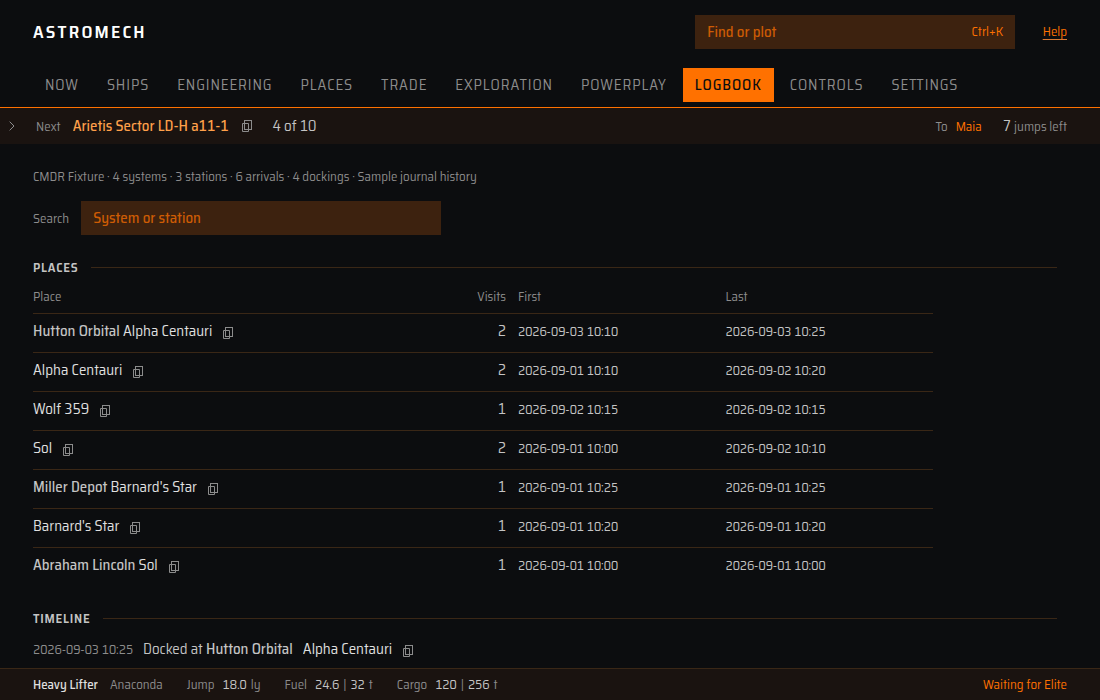 ASTROMECH
Find or plot Ctrl+K Help
NOW SHIPS ENGINEERING PLACES TRADE EXPLORATION POWERPLAY LOGBOOK CONTROLS SETTINGS
Next Arietis Sector LD-H a11-1 4 of 10 To Maia 7 jumps left
CMDR Fixture · 4 systems · 3 stations · 6 arrivals · 4 dockings · Sample journal history
Search System or station
PLACES
Place Visits First Last
Hutton Orbital Alpha Centauri 2 2026-09-03 10:10 2026-09-03 10:25
Alpha Centauri 2 2026-09-01 10:10 2026-09-02 10:20
Wolf 359 1 2026-09-02 10:15 2026-09-02 10:15
Sol 2 2026-09-01 10:00 2026-09-02 10:10
Miller Depot Barnard's Star 1 2026-09-01 10:25 2026-09-01 10:25
Barnard's Star 1 2026-09-01 10:20 2026-09-01 10:20
Abraham Lincoln Sol 1 2026-09-01 10:00 2026-09-01 10:00
TIMELINE
2026-09-03 10:25 Docked at Hutton Orbital Alpha Centauri
Heavy Lifter Anaconda Jump 18.0 ly Fuel 24.6 | 32 t Cargo 120 | 256 t Waiting for Elite